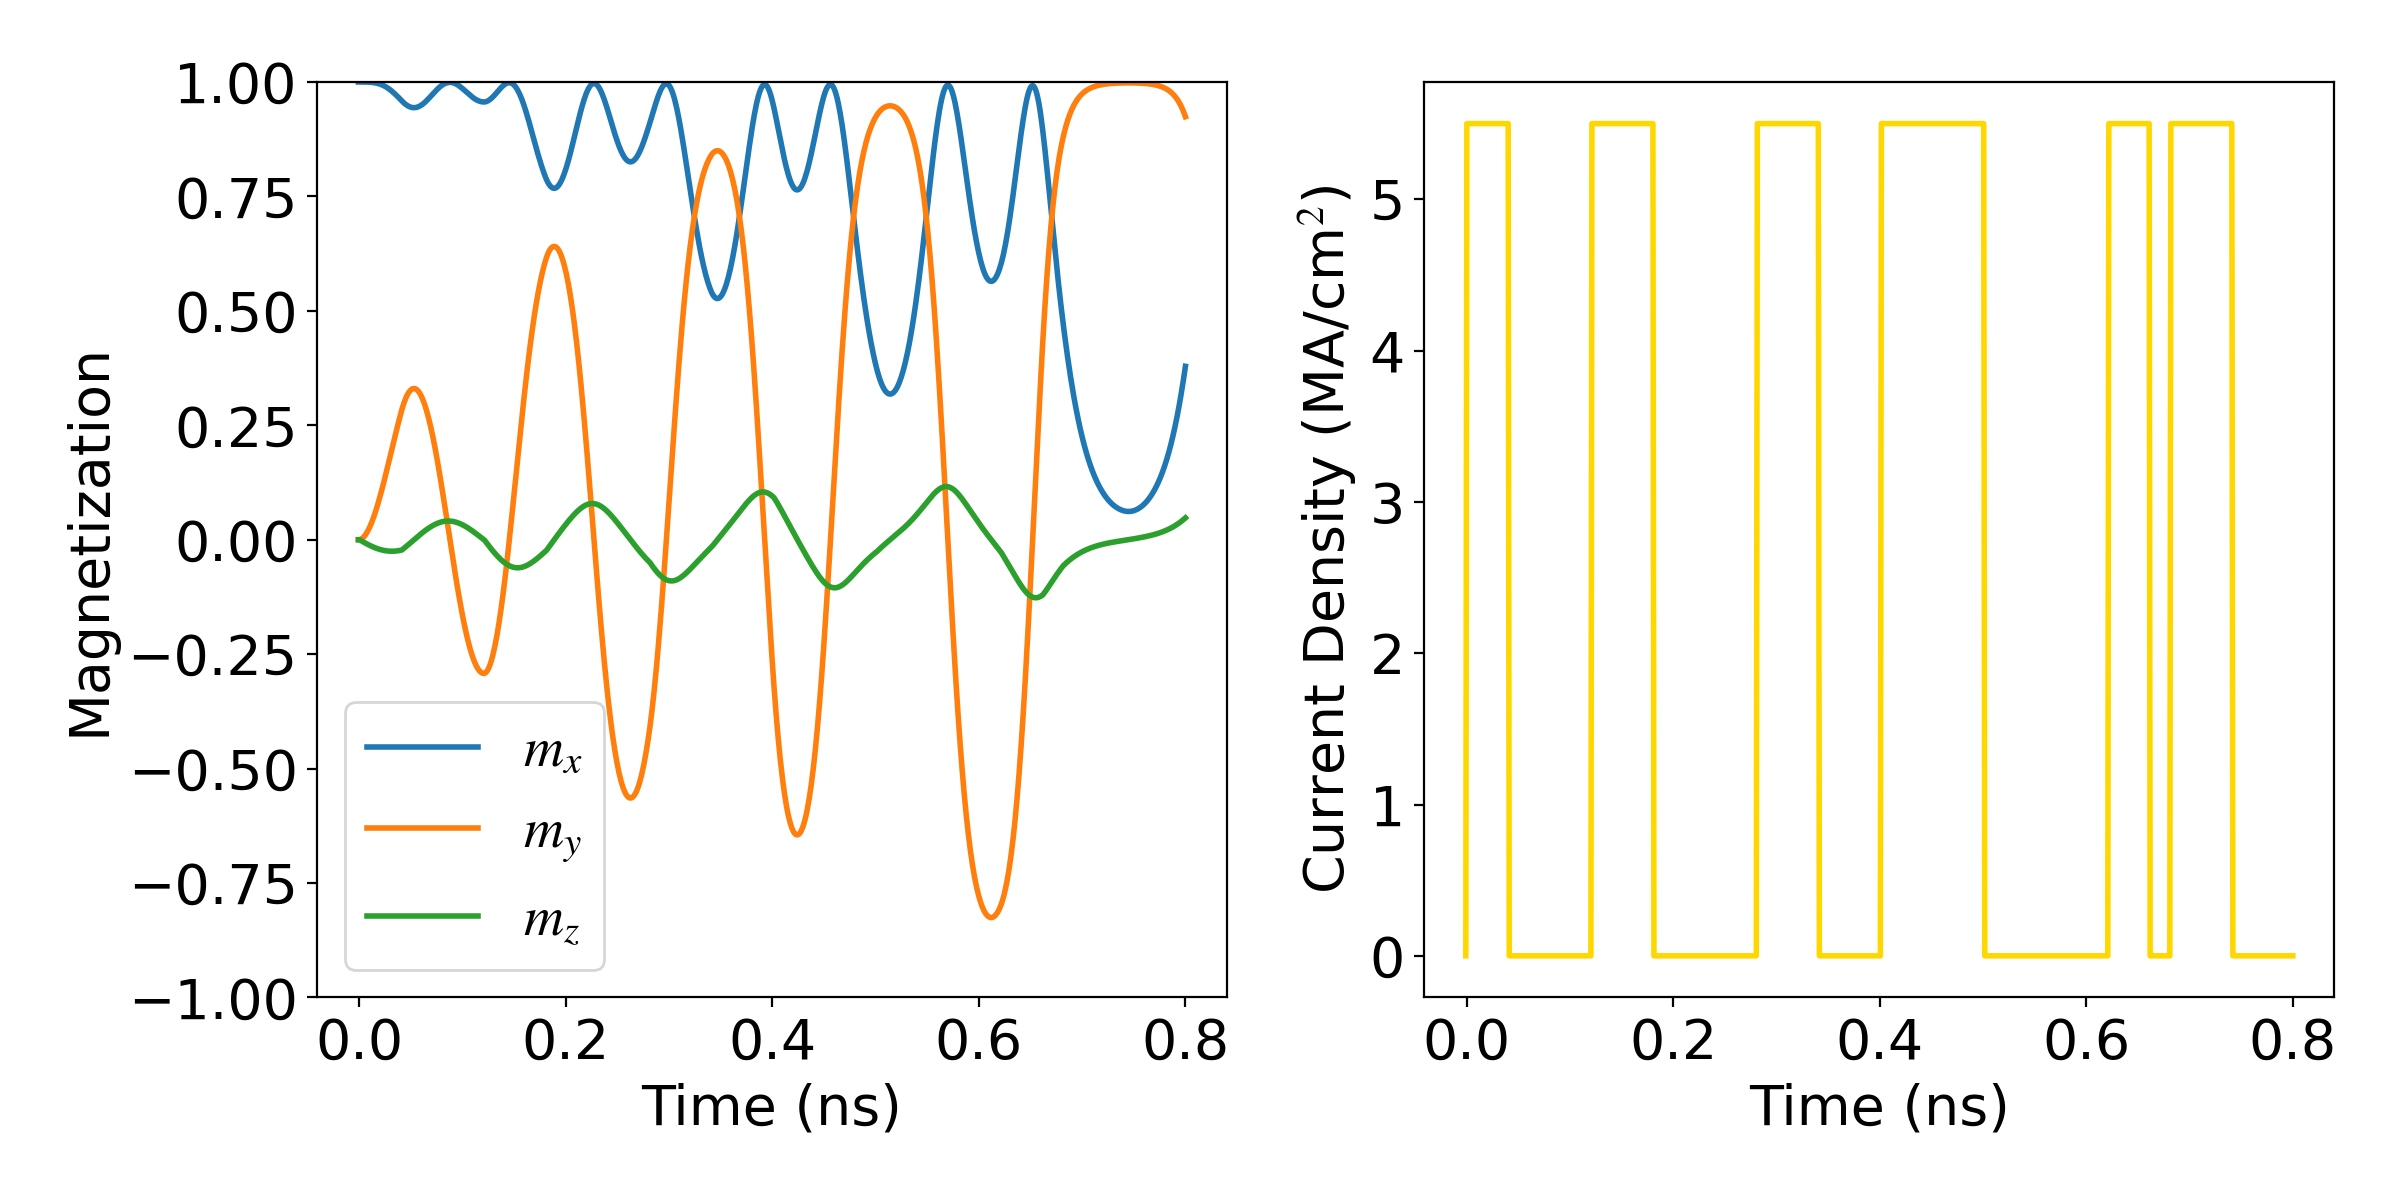 Magnetization
1.00
0.75
0.50
0.25
0.00
−0.25
−0.50
−0.75
−1.00
m_x
m_y
m_z
0.0 0.2 0.4 0.6 0.8
Time (ns)
Current Density (MA/cm²)
5
4
3
2
1
0
0.0 0.2 0.4 0.6 0.8
Time (ns)